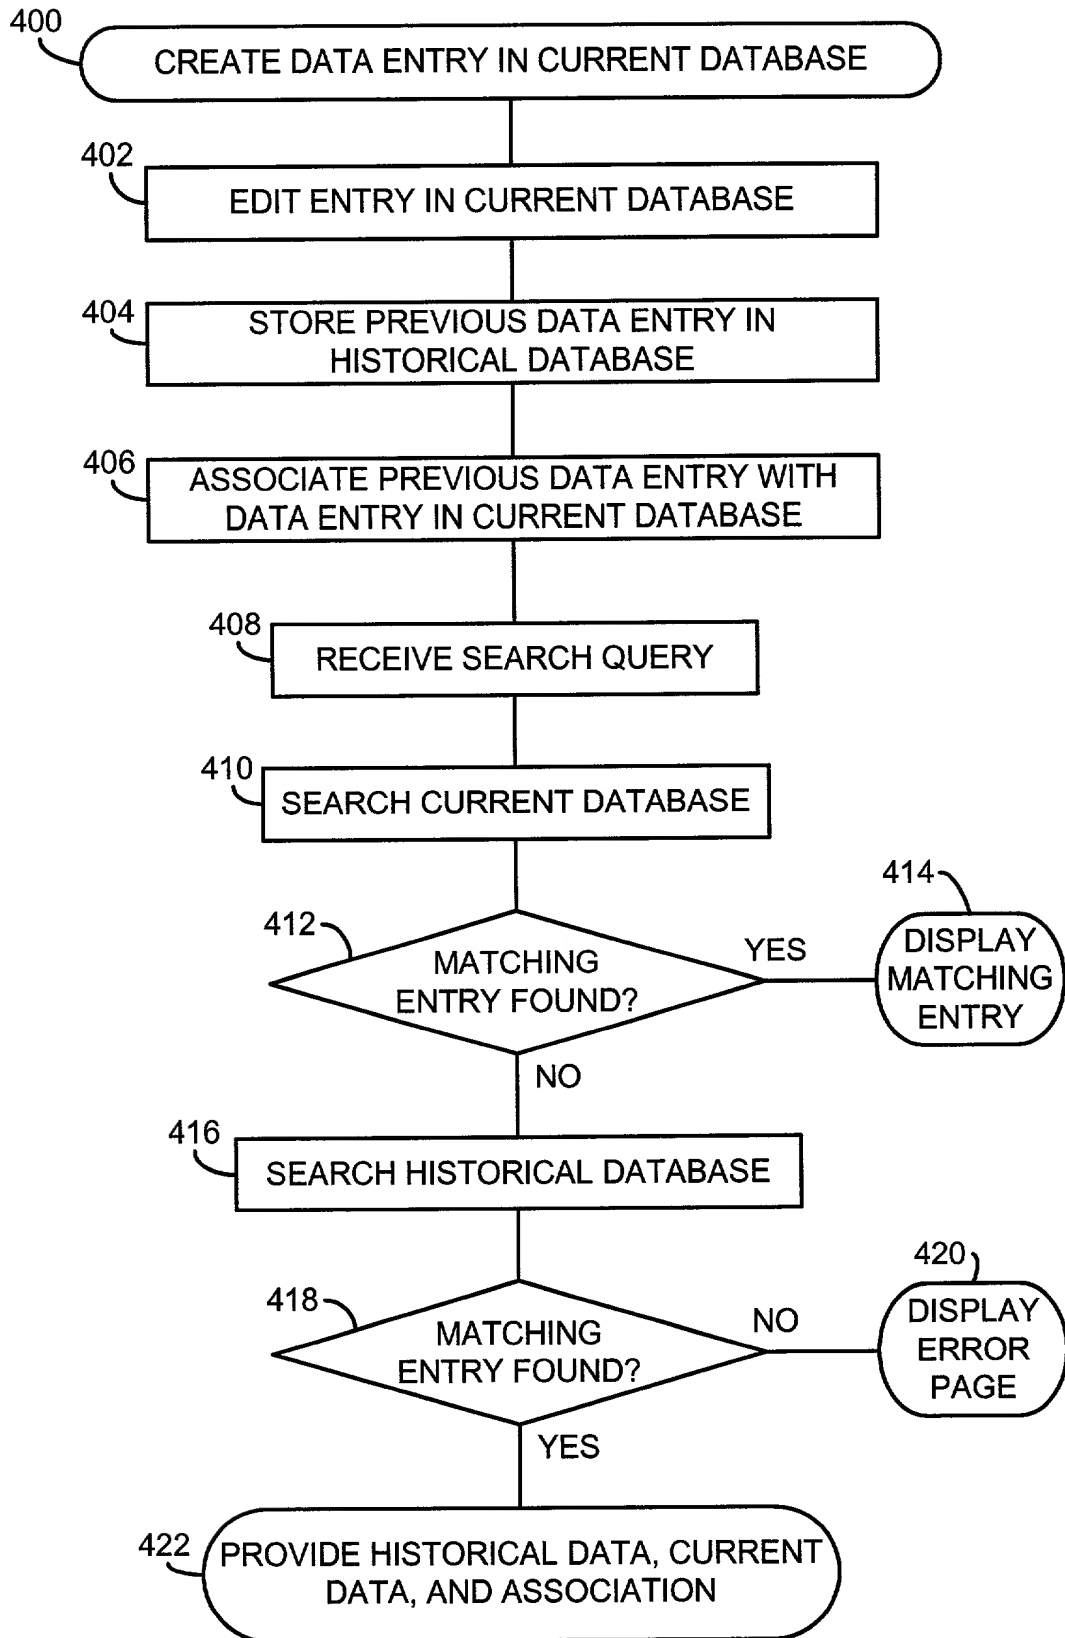 400
CREATE DATA ENTRY IN CURRENT DATABASE
402
EDIT ENTRY IN CURRENT DATABASE
404
STORE PREVIOUS DATA ENTRY IN
HISTORICAL DATABASE
406
ASSOCIATE PREVIOUS DATA ENTRY WITH
DATA ENTRY IN CURRENT DATABASE
408
RECEIVE SEARCH QUERY
410
SEARCH CURRENT DATABASE
412
MATCHING
ENTRY FOUND?
YES
414
DISPLAY
MATCHING
ENTRY
NO
416
SEARCH HISTORICAL DATABASE
418
MATCHING
ENTRY FOUND?
NO
420
DISPLAY
ERROR
PAGE
YES
422
PROVIDE HISTORICAL DATA, CURRENT
DATA, AND ASSOCIATION